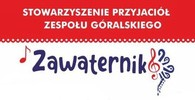 STOWARZYSZENIE PRZYJACIÓŁ
ZESPOŁU GÓRALSKIEGO
Zawaternik